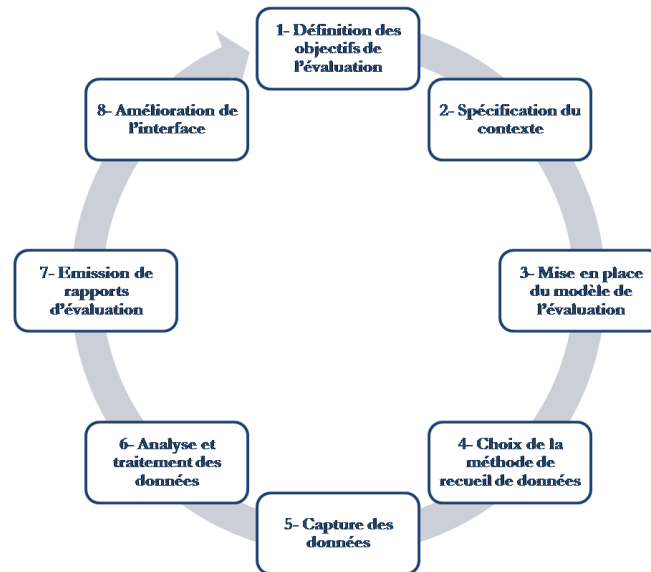 1- Définition des
objectifs de
l'évaluation
2- Spécification du
contexte
3- Mise en place
du modèle de
l'évaluation
4- Choix de la
méthode de
recueil de données
5- Capture des
données
6- Analyse et
traitement des
données
7- Emission de
rapports
d'évaluation
8- Amélioration de
l'interface